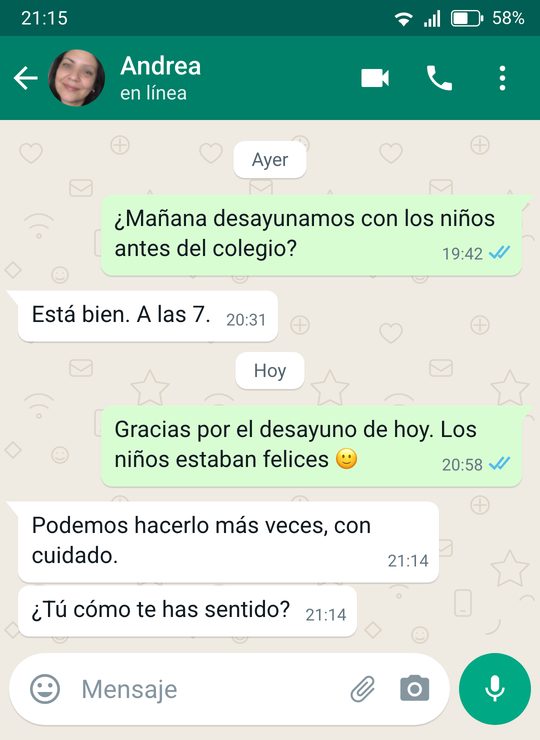 21:15
58%
Andrea
en línea
Ayer
¿Mañana desayunamos con los niños
antes del colegio?
19:42
Está bien. A las 7.
20:31
Hoy
Gracias por el desayuno de hoy. Los
niños estaban felices 🙂
20:58
Podemos hacerlo más veces, con
cuidado.
21:14
¿Tú cómo te has sentido?
21:14
Mensaje